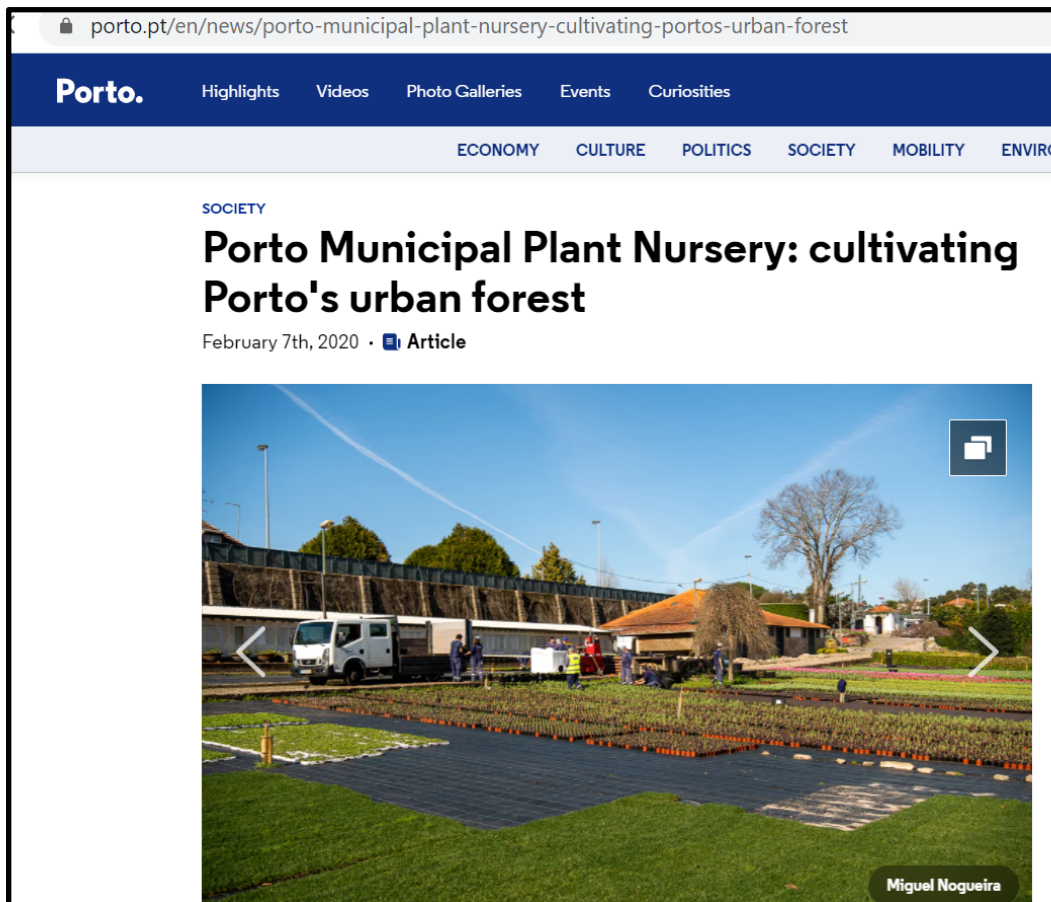 porto.pt/en/news/porto-municipal-plant-nursery-cultivating-portos-urban-forest
Porto. Highlights Videos Photo Galleries Events Curiosities
ECONOMY CULTURE POLITICS SOCIETY MOBILITY ENVIRO
SOCIETY
Porto Municipal Plant Nursery: cultivating
Porto's urban forest
February 7th, 2020 · Article
Miguel Nogueira